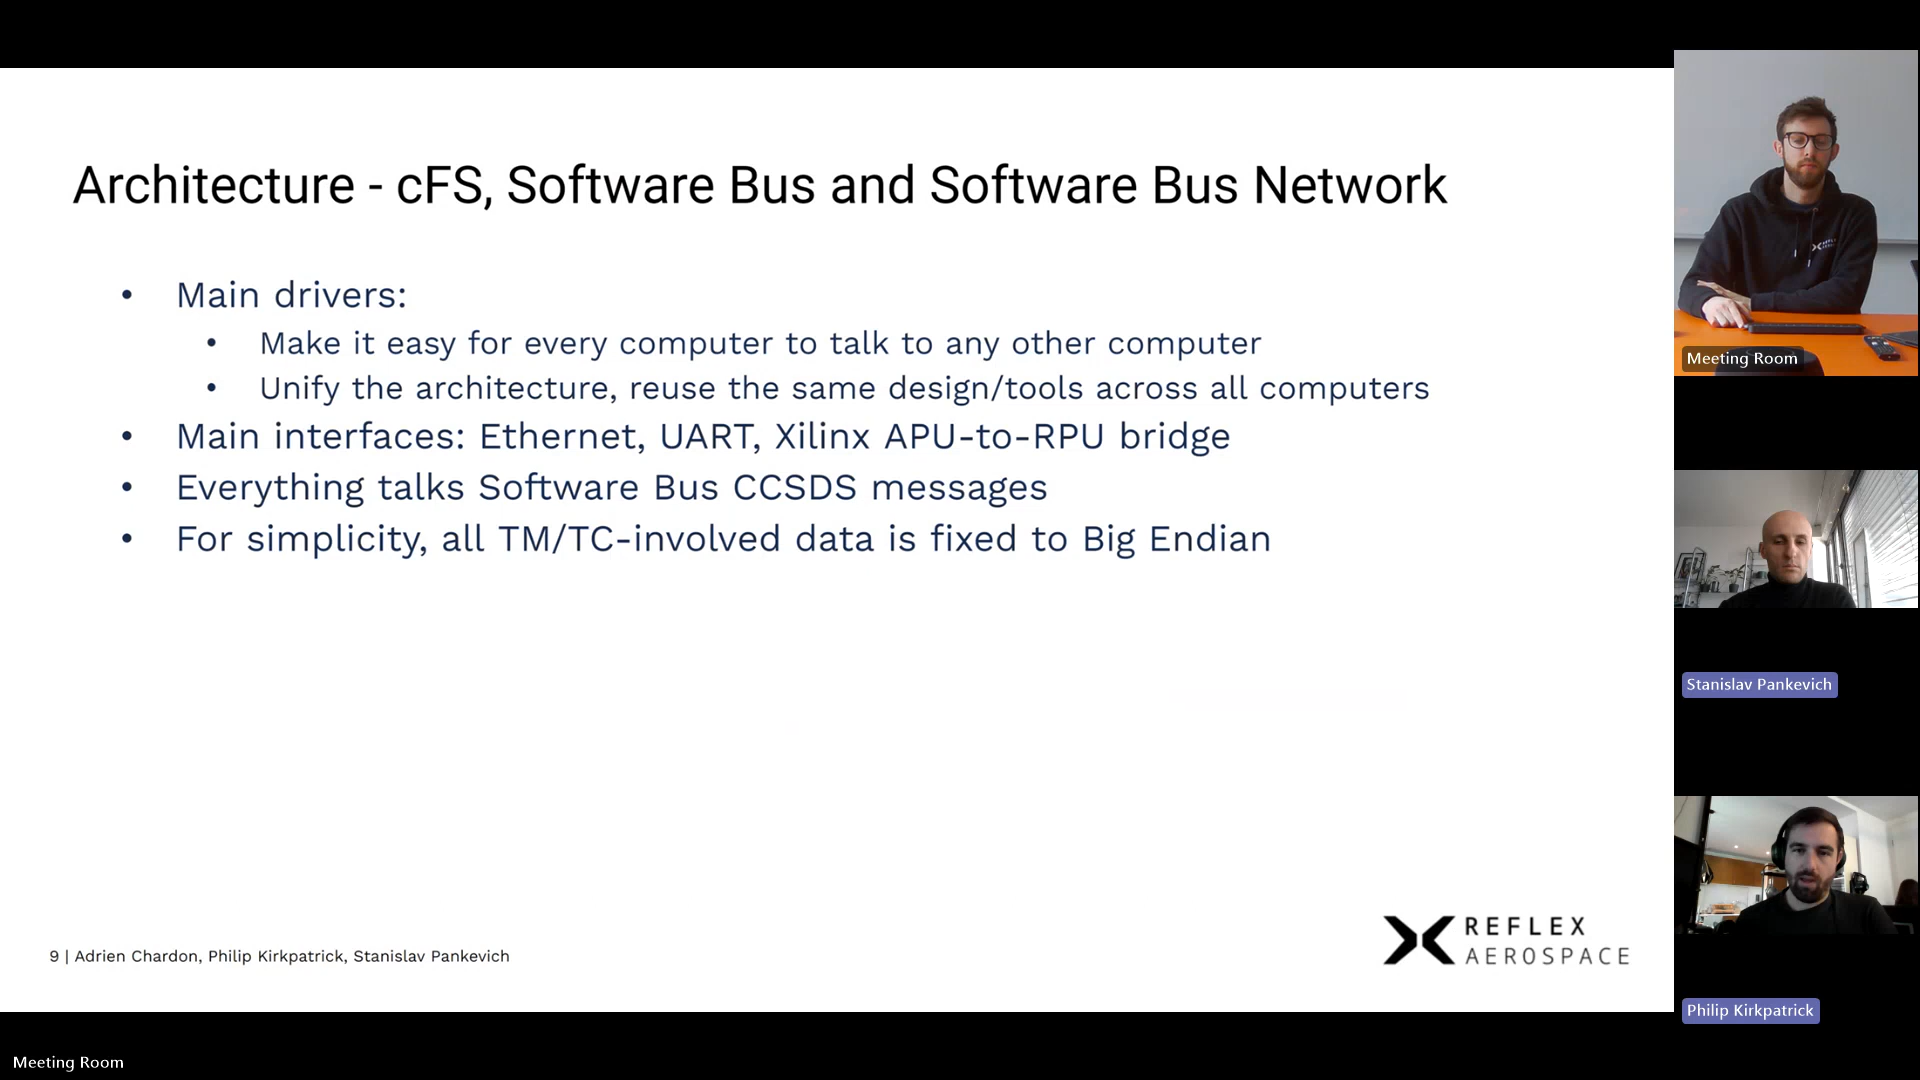 Architecture - cFS, Software Bus and Software Bus Network
• Main drivers:
• Make it easy for every computer to talk to any other computer
• Unify the architecture, reuse the same design/tools across all computers
• Main interfaces: Ethernet, UART, Xilinx APU-to-RPU bridge
• Everything talks Software Bus CCSDS messages
• For simplicity, all TM/TC-involved data is fixed to Big Endian
9 | Adrien Chardon, Philip Kirkpatrick, Stanislav Pankevich
REFLEX
AEROSPACE
Meeting Room
Stanislav Pankevich
Philip Kirkpatrick
Meeting Room